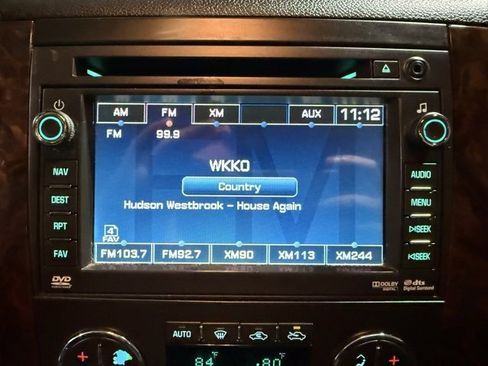 AM FM XM AUX 11:12
FM 99.9
WKKO
Country
Hudson Westbrook – House Again
FM
4
FAV
FM103.7 FM92.7 XM90 XM113 XM244
NAV
DEST
RPT
FAV
AUDIO
MENU
SEEK
SEEK
DVD
DOLBY
DIGITAL
dts
Digital Surround
AUTO
84°F 80°F